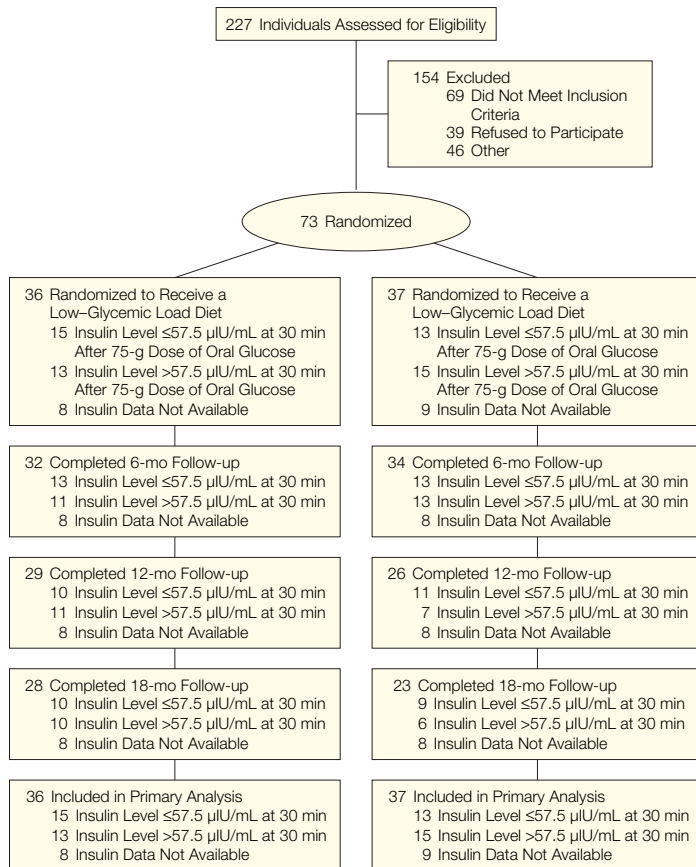 227 Individuals Assessed for Eligibility
154 Excluded
69 Did Not Meet Inclusion
Criteria
39 Refused to Participate
46 Other
73 Randomized
36 Randomized to Receive a
Low–Glycemic Load Diet
15 Insulin Level ≤57.5 µIU/mL at 30 min
After 75-g Dose of Oral Glucose
13 Insulin Level >57.5 µIU/mL at 30 min
After 75-g Dose of Oral Glucose
8 Insulin Data Not Available
37 Randomized to Receive a
Low–Glycemic Load Diet
13 Insulin Level ≤57.5 µIU/mL at 30 min
After 75-g Dose of Oral Glucose
15 Insulin Level >57.5 µIU/mL at 30 min
After 75-g Dose of Oral Glucose
9 Insulin Data Not Available
32 Completed 6-mo Follow-up
13 Insulin Level ≤57.5 µIU/mL at 30 min
11 Insulin Level >57.5 µIU/mL at 30 min
8 Insulin Data Not Available
34 Completed 6-mo Follow-up
13 Insulin Level ≤57.5 µIU/mL at 30 min
13 Insulin Level >57.5 µIU/mL at 30 min
8 Insulin Data Not Available
29 Completed 12-mo Follow-up
10 Insulin Level ≤57.5 µIU/mL at 30 min
11 Insulin Level >57.5 µIU/mL at 30 min
8 Insulin Data Not Available
26 Completed 12-mo Follow-up
11 Insulin Level ≤57.5 µIU/mL at 30 min
7 Insulin Level >57.5 µIU/mL at 30 min
8 Insulin Data Not Available
28 Completed 18-mo Follow-up
10 Insulin Level ≤57.5 µIU/mL at 30 min
10 Insulin Level >57.5 µIU/mL at 30 min
8 Insulin Data Not Available
23 Completed 18-mo Follow-up
9 Insulin Level ≤57.5 µIU/mL at 30 min
6 Insulin Level >57.5 µIU/mL at 30 min
8 Insulin Data Not Available
36 Included in Primary Analysis
15 Insulin Level ≤57.5 µIU/mL at 30 min
13 Insulin Level >57.5 µIU/mL at 30 min
8 Insulin Data Not Available
37 Included in Primary Analysis
13 Insulin Level ≤57.5 µIU/mL at 30 min
15 Insulin Level >57.5 µIU/mL at 30 min
9 Insulin Data Not Available